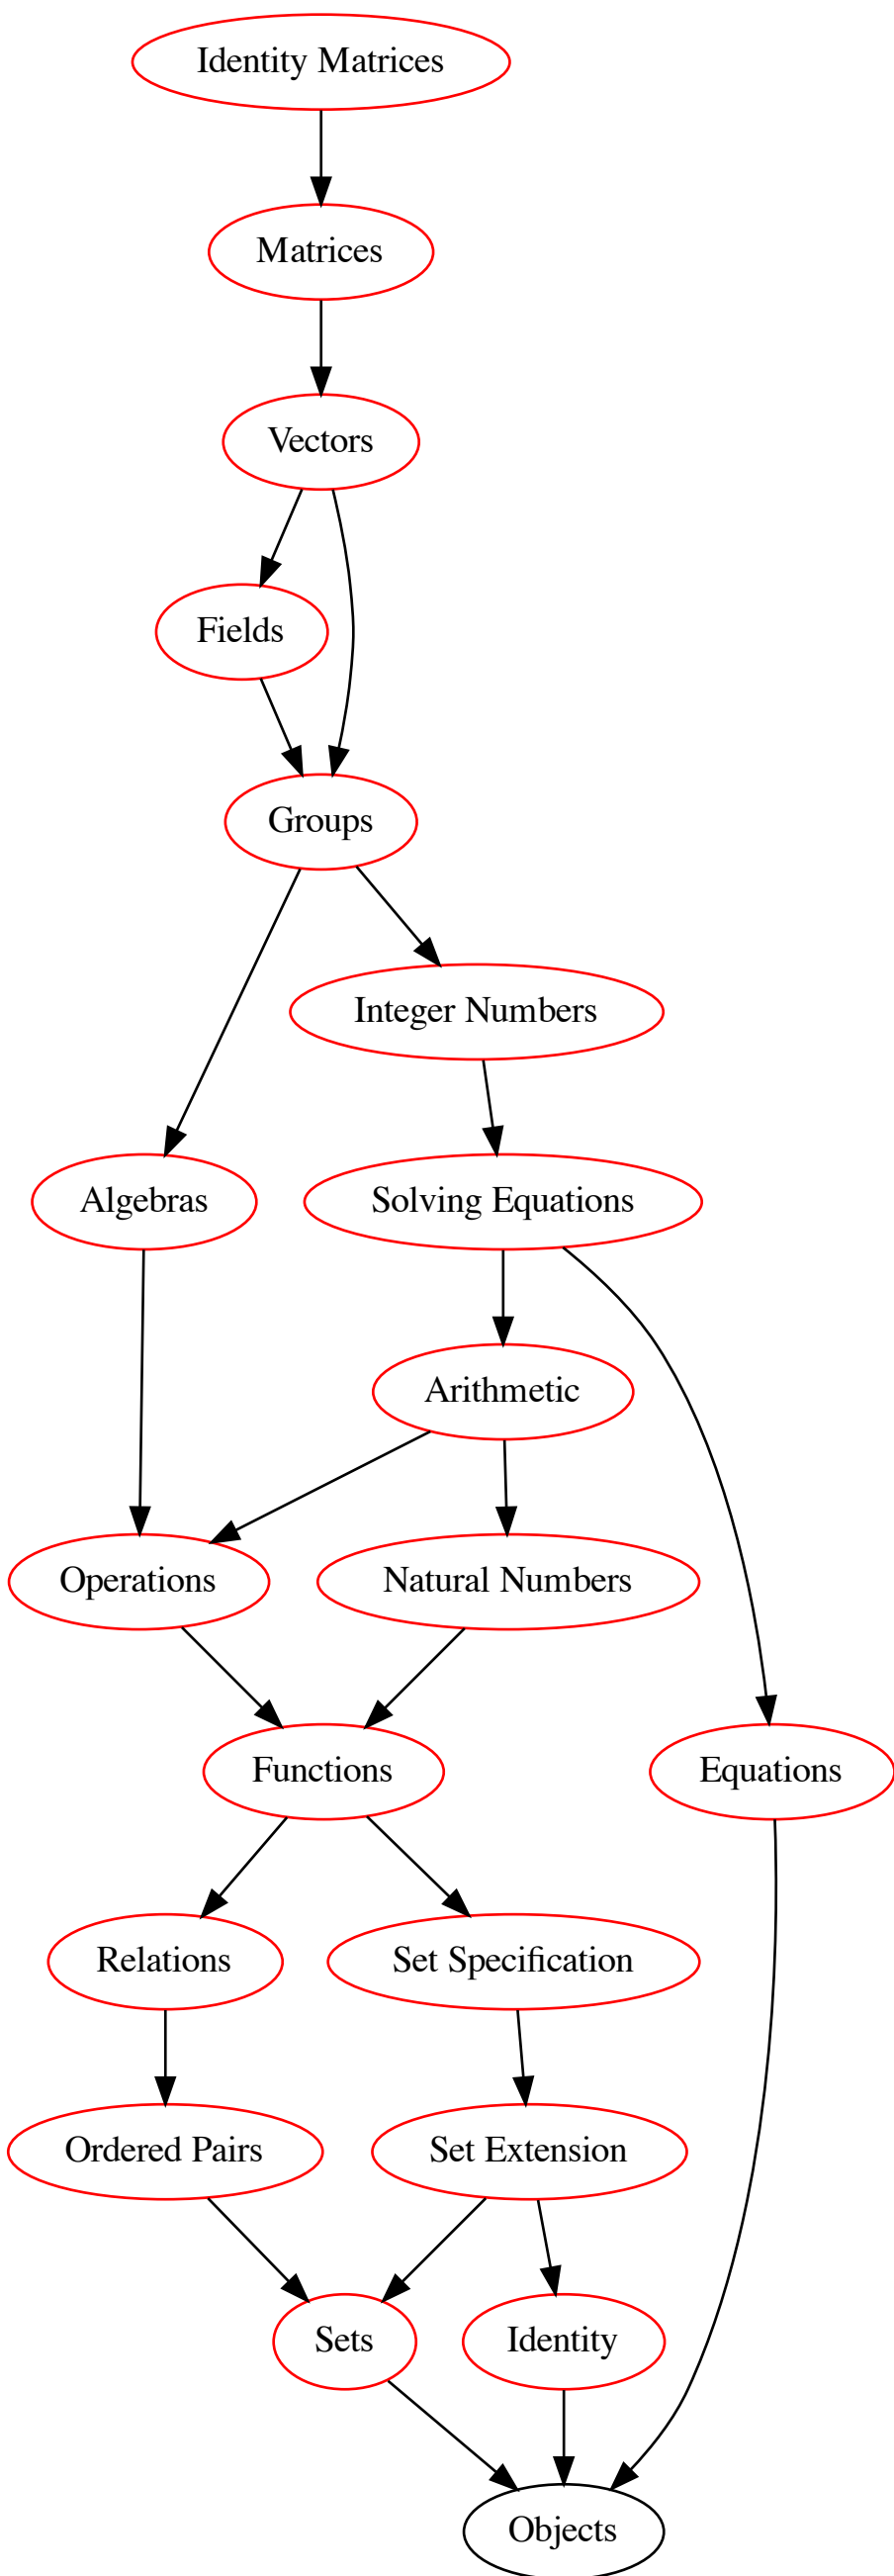 Identity Matrices
Matrices
Vectors
Fields
Groups
Integer Numbers
Algebras
Solving Equations
Arithmetic
Operations
Natural Numbers
Functions
Equations
Relations
Set Specification
Ordered Pairs
Set Extension
Sets
Identity
Objects